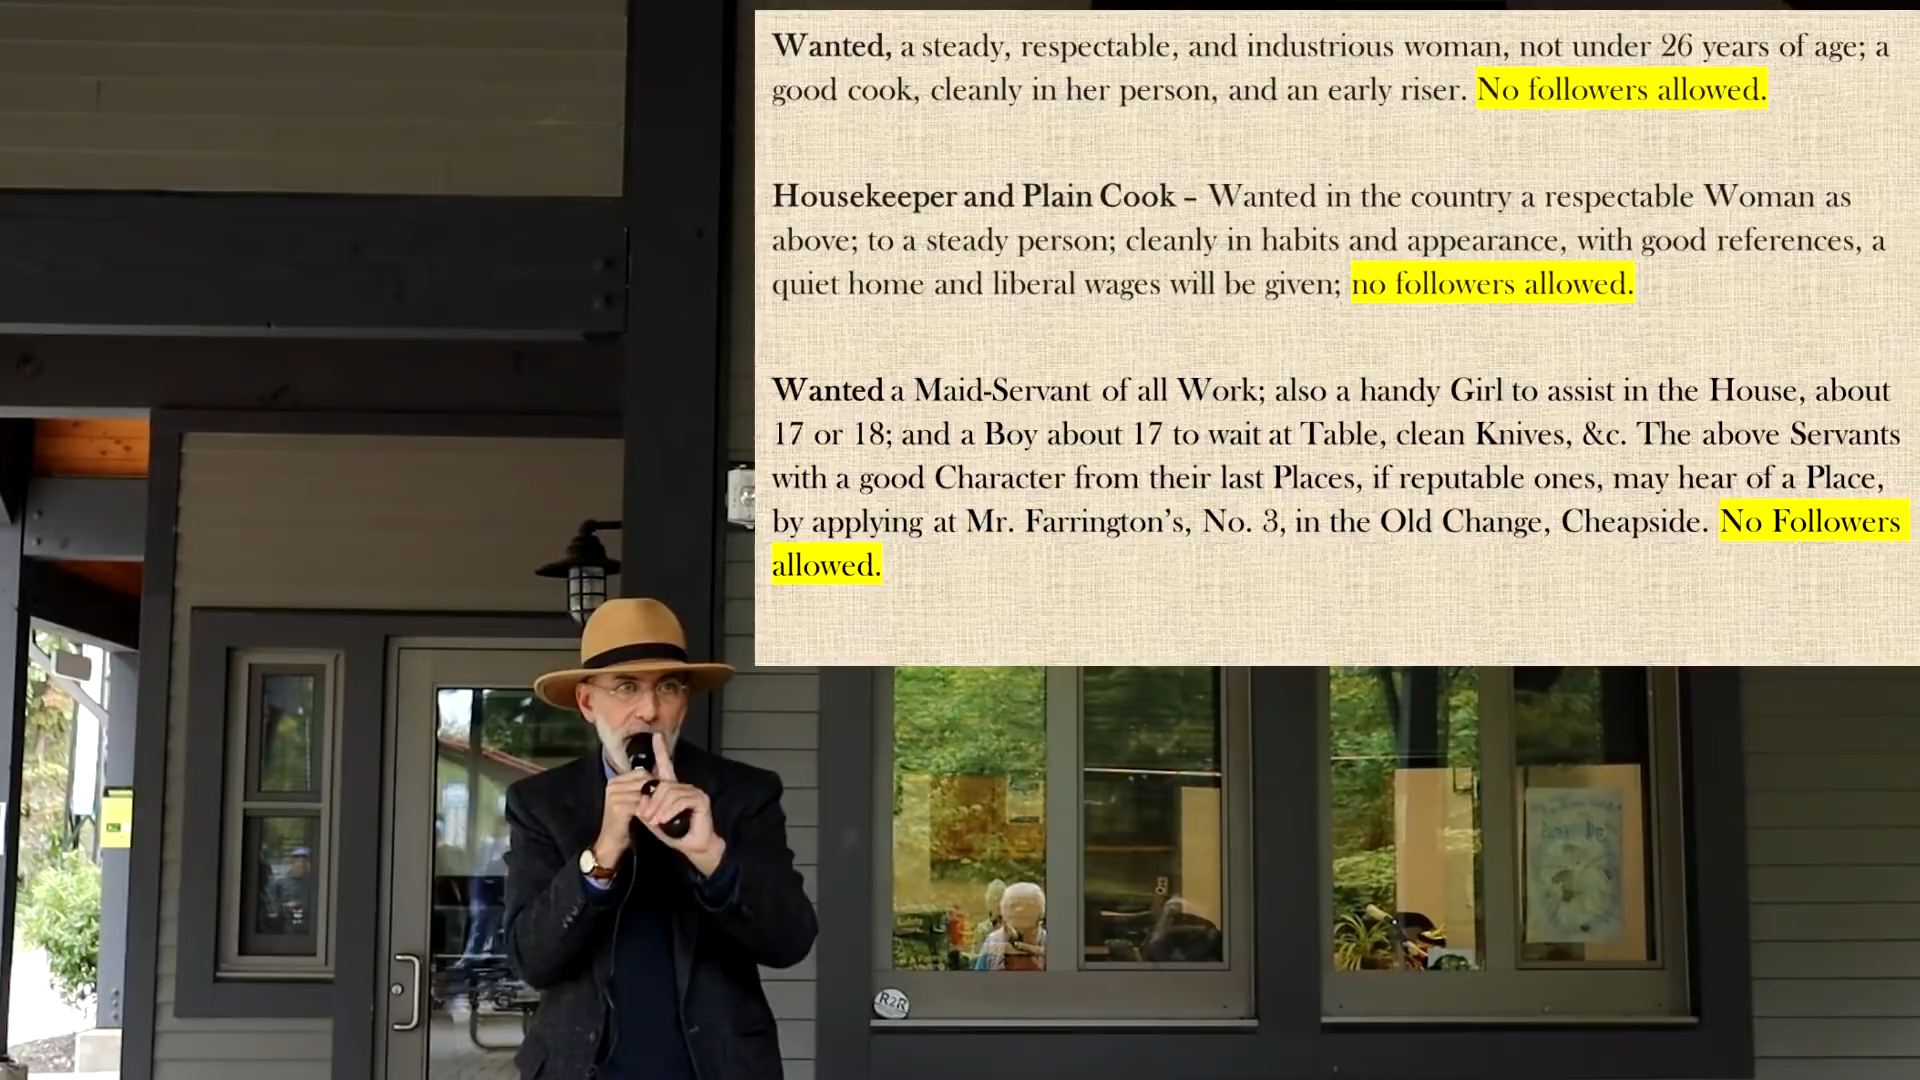 Wanted, a steady, respectable, and industrious woman, not under 26 years of age; a
good cook, cleanly in her person, and an early riser. No followers allowed.
Housekeeper and Plain Cook – Wanted in the country a respectable Woman as
above; to a steady person; cleanly in habits and appearance, with good references, a
quiet home and liberal wages will be given; no followers allowed.
Wanted a Maid-Servant of all Work; also a handy Girl to assist in the House, about
17 or 18; and a Boy about 17 to wait at Table, clean Knives, &c. The above Servants
with a good Character from their last Places, if reputable ones, may hear of a Place,
by applying at Mr. Farrington’s, No. 3, in the Old Change, Cheapside. No Followers
allowed.
R2R